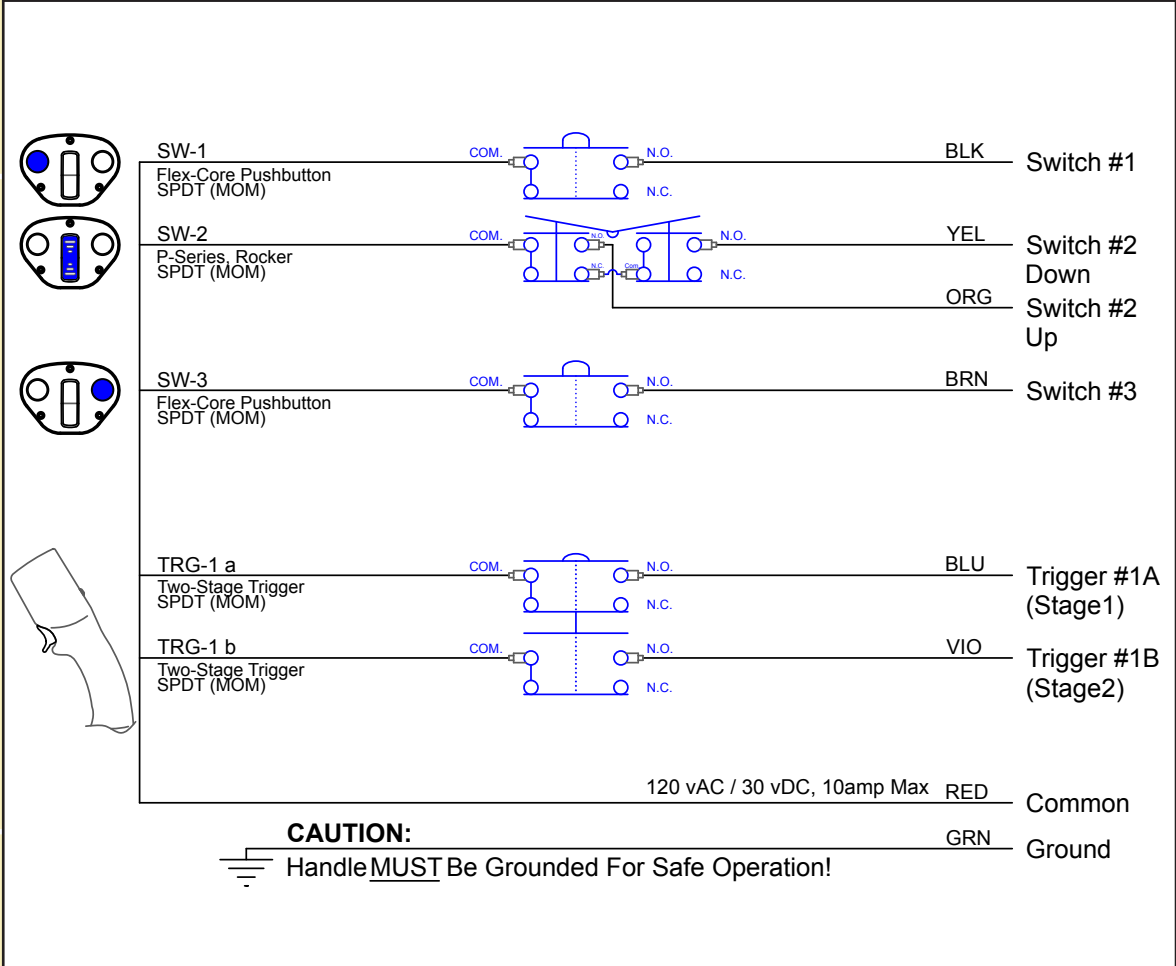 SW-1
Flex-Core Pushbutton
SPDT (MOM)
COM.
N.O.
N.C.
BLK
Switch #1
SW-2
P-Series, Rocker
SPDT (MOM)
COM.
N.O.
N.C.
Com.
N.O.
N.C.
YEL
Switch #2
Down
ORG
Switch #2
Up
SW-3
Flex-Core Pushbutton
SPDT (MOM)
COM.
N.O.
N.C.
BRN
Switch #3
TRG-1 a
Two-Stage Trigger
SPDT (MOM)
COM.
N.O.
N.C.
BLU
Trigger #1A
(Stage1)
TRG-1 b
Two-Stage Trigger
SPDT (MOM)
COM.
N.O.
N.C.
VIO
Trigger #1B
(Stage2)
120 vAC / 30 vDC, 10amp Max
RED
Common
CAUTION:
GRN
Ground
Handle MUST Be Grounded For Safe Operation!